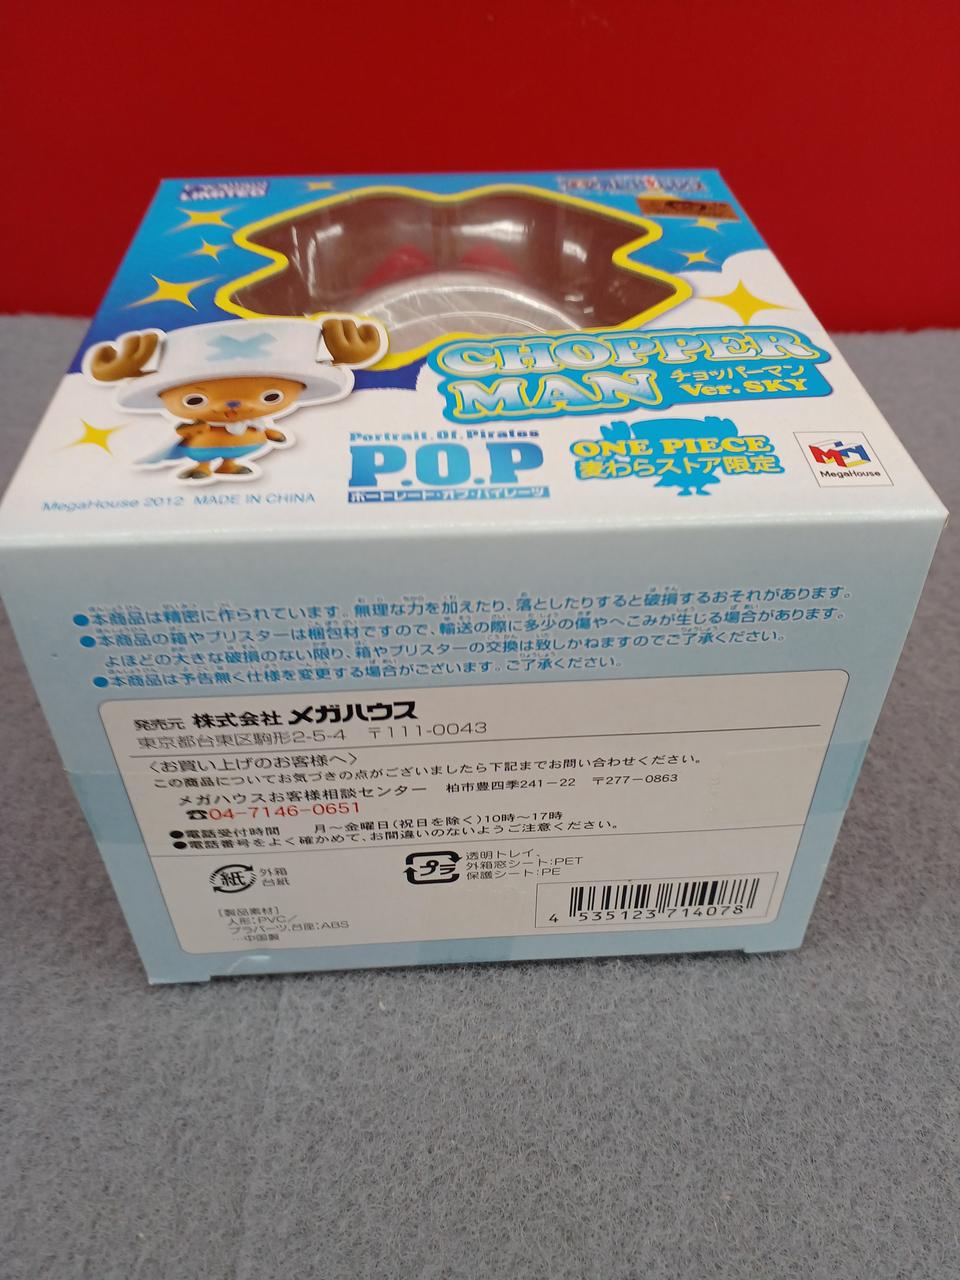 LIMITED
CHOPPER
MAN
チョッパーマン
Ver. SKY
Portrait.Of.Pirates
P.O.P
ポートレート・オブ・パイレーツ
ONE PIECE
麦わらストア限定
MegaHouse
MegaHouse 2012 MADE IN CHINA
●本商品は精密に作られています。無理な力を加えたり、落としたりすると破損するおそれがあります。
●本商品の箱やブリスターは梱包材ですので、輸送の際に多少の傷やへこみが生じる場合があります。
よほどの大きな破損のない限り、箱やブリスターの交換は致しかねますのでご了承ください。
●本商品は予告無く仕様を変更する場合がございます。ご了承ください。
発売元 株式会社 メガハウス
東京都台東区駒形2-5-4 〒111-0043
〈お買い上げのお客様へ〉
この商品についてお気づきの点がございましたら下記までお問い合わせください。
メガハウスお客様相談センター 柏市豊四季241-22 〒277-0863
☎04-7146-0651
●電話受付時間 月〜金曜日(祝日を除く)10時〜17時
●電話番号をよく確かめて、お間違いのないようご注意ください。
紙
外箱
台紙
プラ
透明トレイ、
外箱窓シート:PET
保護シート:PE
[製品素材]
人形:PVC/
プラパーツ、台座:ABS
…中国製
4 535123 714078